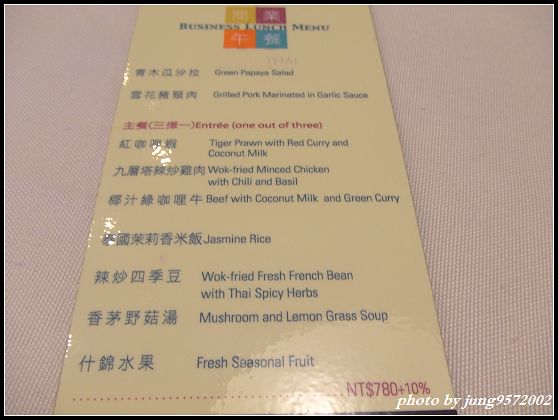 商業
BUSINESS LUNCH MENU
午餐
THAI
青木瓜沙拉 Green Papaya Salad
雪花豬頸肉 Grilled Pork Marinated in Garlic Sauce
主餐(三擇一)Entrée (one out of three)
紅咖哩蝦 Tiger Prawn with Red Curry and
Coconut Milk
九層塔辣炒雞肉 Wok-fried Minced Chicken
with Chili and Basil
椰汁綠咖哩牛 Beef with Coconut Milk and Green Curry
泰國茉莉香米飯 Jasmine Rice
辣炒四季豆 Wok-fried Fresh French Bean
with Thai Spicy Herbs
香茅野菇湯 Mushroom and Lemon Grass Soup
什錦水果 Fresh Seasonal Fruit
NT$780+10%
photo by jung9572002